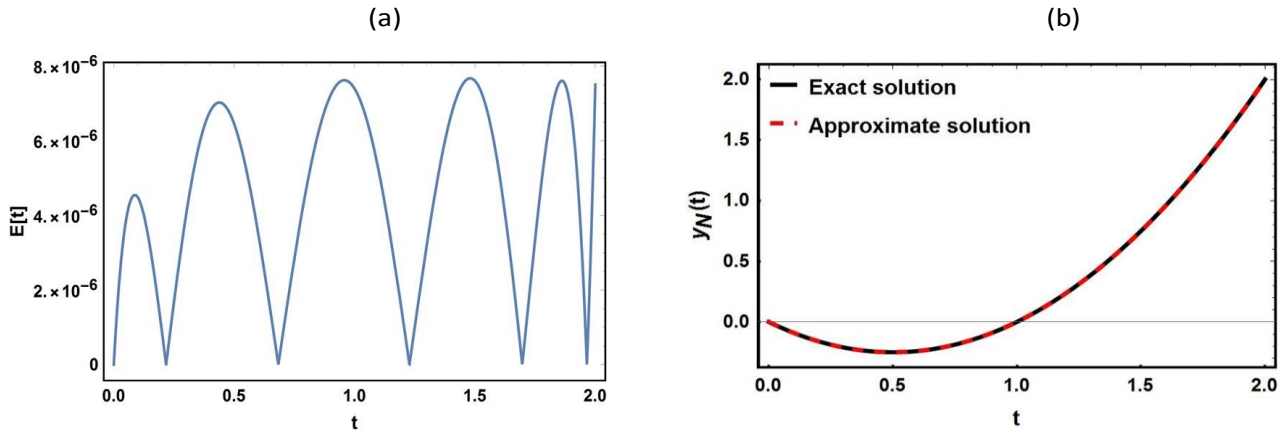 (a)
8.×10⁻⁶
6.×10⁻⁶
4.×10⁻⁶
2.×10⁻⁶
0
E[t]
0.0 0.5 1.0 1.5 2.0
t
(b)
2.0
1.5
1.0
0.5
0.0
yN(t)
Exact solution
Approximate solution
0.0 0.5 1.0 1.5 2.0
t